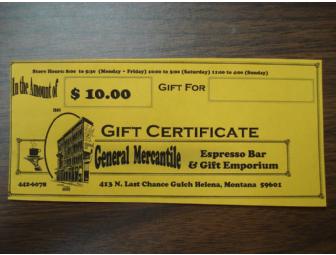 Store Hours: 8:00 to 5:30 (Monday - Friday) 10:00 to 5:00 (Saturday) 11:00 to 4:00 (Sunday)
In the Amount of
$ 10.00
GIFT FOR
GIFT CERTIFICATE
General Mercantile
Espresso Bar
& Gift Emporium
442-6078
413 N. Last Chance Gulch Helena, Montana 59601